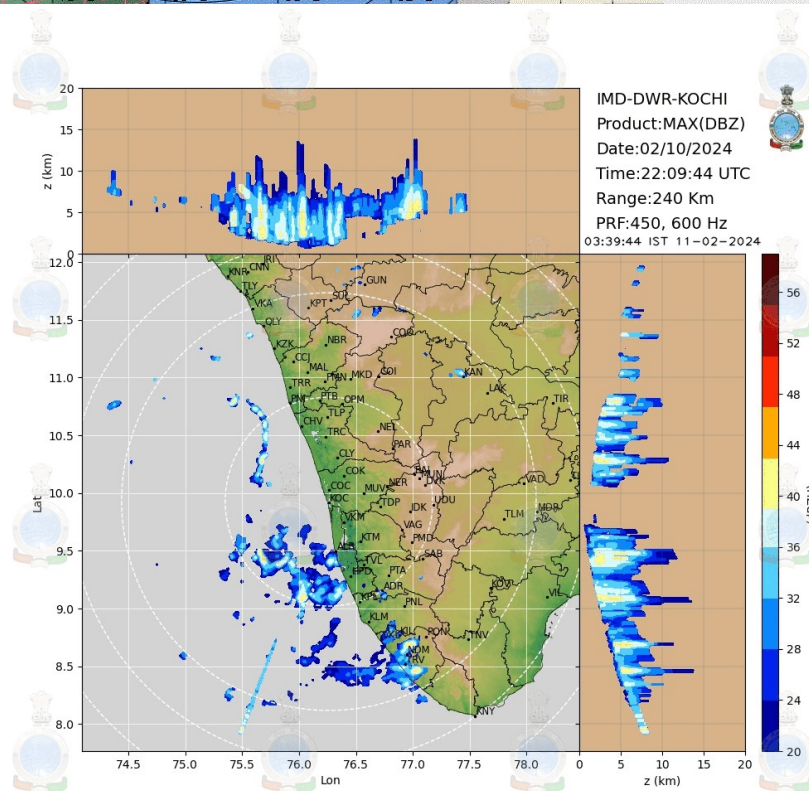 20
15
10
5
0
z (km)
IMD-DWR-KOCHI
Product:MAX(DBZ)
Date:02/10/2024
Time:22:09:44 UTC
Range:240 Km
PRF:450, 600 Hz
03:39:44 IST 11-02-2024
12.0
11.5
11.0
10.5
10.0
9.5
9.0
8.5
8.0
Lat
IRI
KNR CNN
TLY
VKA
KPT
GUN
QLY
KZK
NBR
COO
CCJ
MAL
PMN
MKD
COI
KAN
TRR
LAK
PNI
PTB
OPM
TIR
TLP
CHV
TRC
NEL
PAR
CLY
COK
MUN
COC
MUV
NER
VAD
KOC
TDP
UDU
IDK
VKM
TLM
MDR
VAG
KTM
PMD
SAB
TVL
PTA
ADR
VIL
PNL
KLM
PON
TNV
NDM
TRV
KNY
74.5 75.0 75.5 76.0 76.5 77.0 77.5 78.0
Lon
0 5 10 15 20
z (km)
56
52
48
44
40
36
32
28
24
20